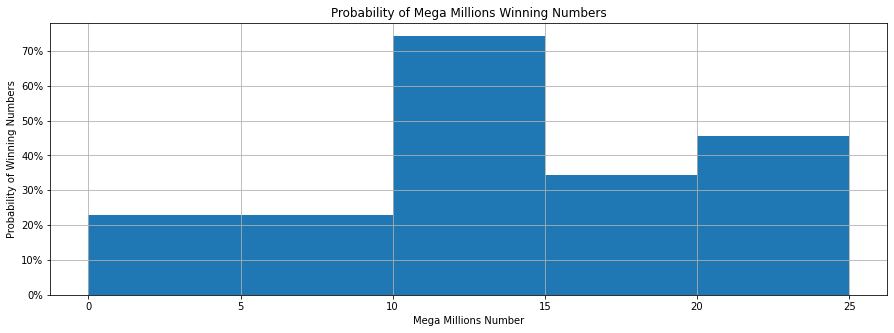 Probability of Mega Millions Winning Numbers
Probability of Winning Numbers
70%
60%
50%
40%
30%
20%
10%
0%
0 5 10 15 20 25
Mega Millions Number